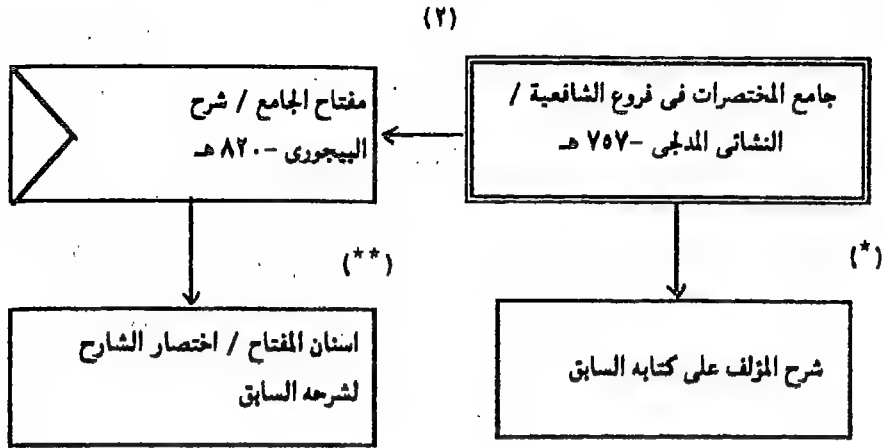 (٢)
جامع المختصرات فى فروع الشافعية /
النشائى المدلجى -٧٥٧ هـ
مفتاح الجامع / شرح
البيجورى -٨٢٠ هـ
(*)
(**)
شرح المؤلف على كتابه السابق
اسنان المفتاح / اختصار الشارح
لشرحه السابق